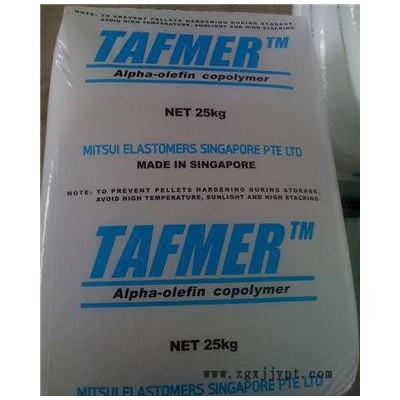 NOTE: TO PREVENT PELLETS HARDENING DURING STORAGE,
AVOID HIGH TEMPERATURE, SUNLIGHT AND HIGH STACKING.
TAFMER™
Alpha-olefin copolymer
NET 25kg
MITSUI ELASTOMERS SINGAPORE PTE LTD
MADE IN SINGAPORE
NOTE: TO PREVENT PELLETS HARDENING DURING STORAGE,
AVOID HIGH TEMPERATURE, SUNLIGHT AND HIGH STACKING.
TAFMER™
Alpha-olefin copolymer
NET 25kg
MITSUI ELASTOMERS SINGAPORE PTE LTD
www.zgxjjypt.com